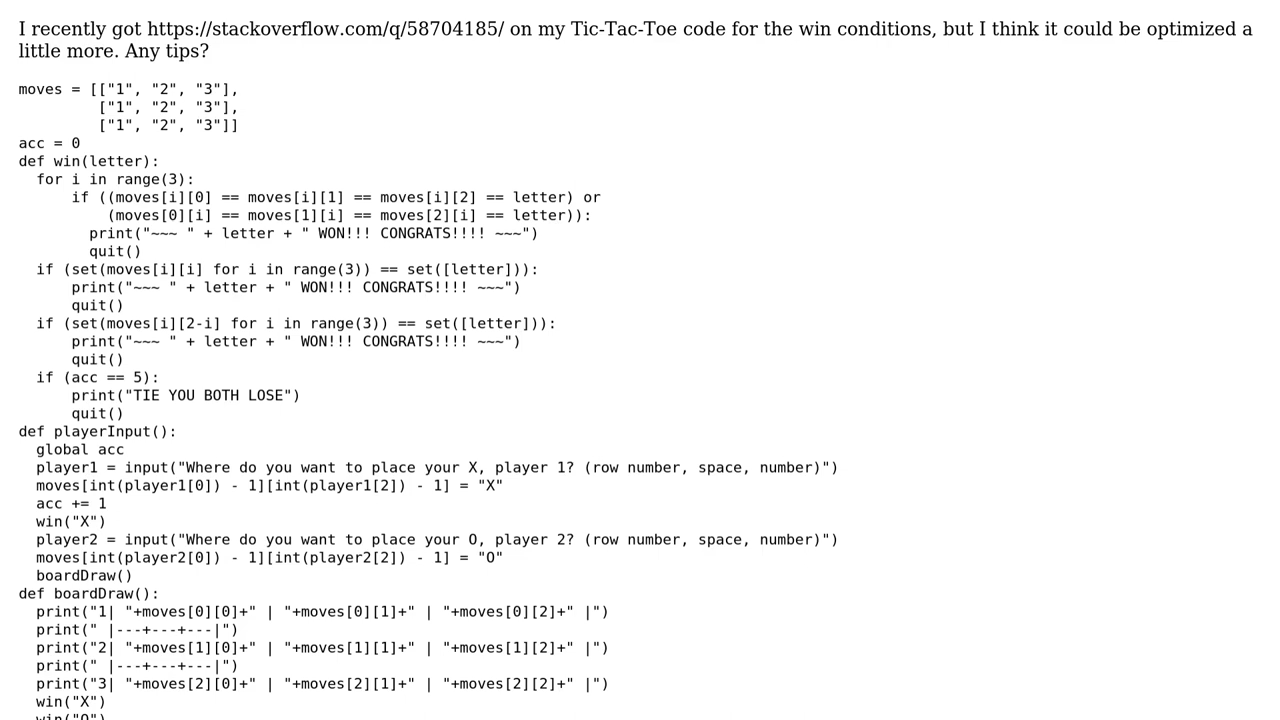 I recently got https://stackoverflow.com/q/58704185/ on my Tic-Tac-Toe code for the win conditions, but I think it could be optimized a
little more. Any tips?
moves = [["1", "2", "3"],
         ["1", "2", "3"],
         ["1", "2", "3"]]
acc = 0
def win(letter):
  for i in range(3):
      if ((moves[i][0] == moves[i][1] == moves[i][2] == letter) or
          (moves[0][i] == moves[1][i] == moves[2][i] == letter)):
        print("~~~ " + letter + " WON!!! CONGRATS!!!! ~~~")
        quit()
  if (set(moves[i][i] for i in range(3)) == set([letter])):
      print("~~~ " + letter + " WON!!! CONGRATS!!!! ~~~")
      quit()
  if (set(moves[i][2-i] for i in range(3)) == set([letter])):
      print("~~~ " + letter + " WON!!! CONGRATS!!!! ~~~")
      quit()
  if (acc == 5):
      print("TIE YOU BOTH LOSE")
      quit()
def playerInput():
  global acc
  player1 = input("Where do you want to place your X, player 1? (row number, space, number)")
  moves[int(player1[0]) - 1][int(player1[2]) - 1] = "X"
  acc += 1
  win("X")
  player2 = input("Where do you want to place your O, player 2? (row number, space, number)")
  moves[int(player2[0]) - 1][int(player2[2]) - 1] = "O"
  boardDraw()
def boardDraw():
  print("1| "+moves[0][0]+" | "+moves[0][1]+" | "+moves[0][2]+" |")
  print(" |---+---+---|")
  print("2| "+moves[1][0]+" | "+moves[1][1]+" | "+moves[1][2]+" |")
  print(" |---+---+---|")
  print("3| "+moves[2][0]+" | "+moves[2][1]+" | "+moves[2][2]+" |")
  win("X")
  win("O")